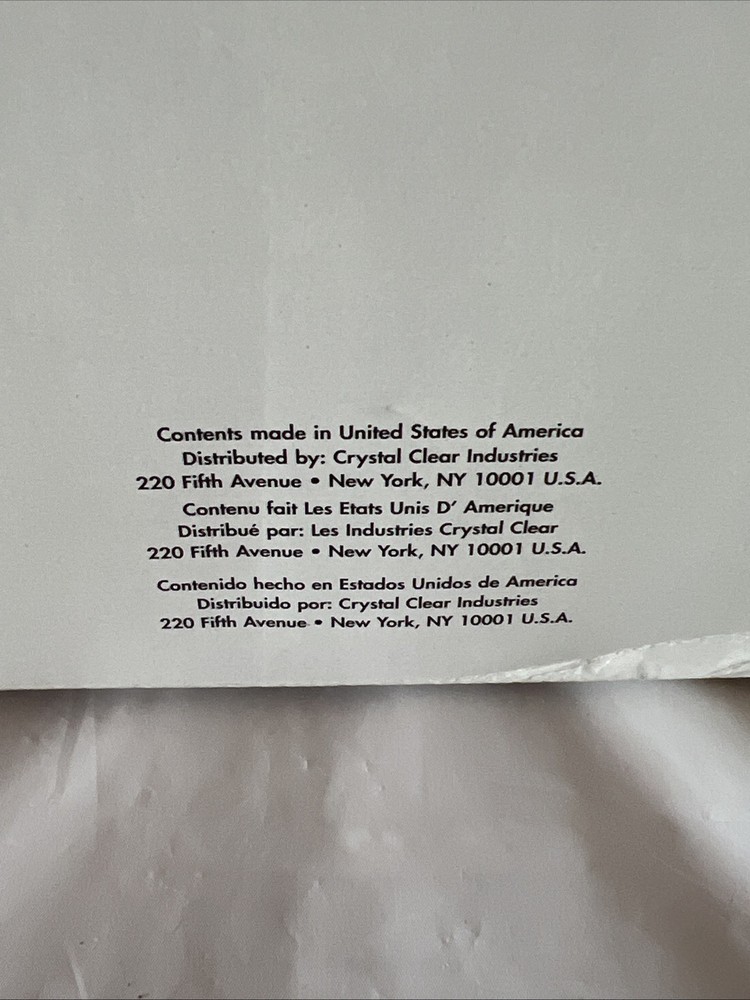 Contents made in United States of America
Distributed by: Crystal Clear Industries
220 Fifth Avenue • New York, NY 10001 U.S.A.
Contenu fait Les Etats Unis D' Amerique
Distribué par: Les Industries Crystal Clear
220 Fifth Avenue • New York, NY 10001 U.S.A.
Contenido hecho en Estados Unidos de America
Distribuido por: Crystal Clear Industries
220 Fifth Avenue • New York, NY 10001 U.S.A.